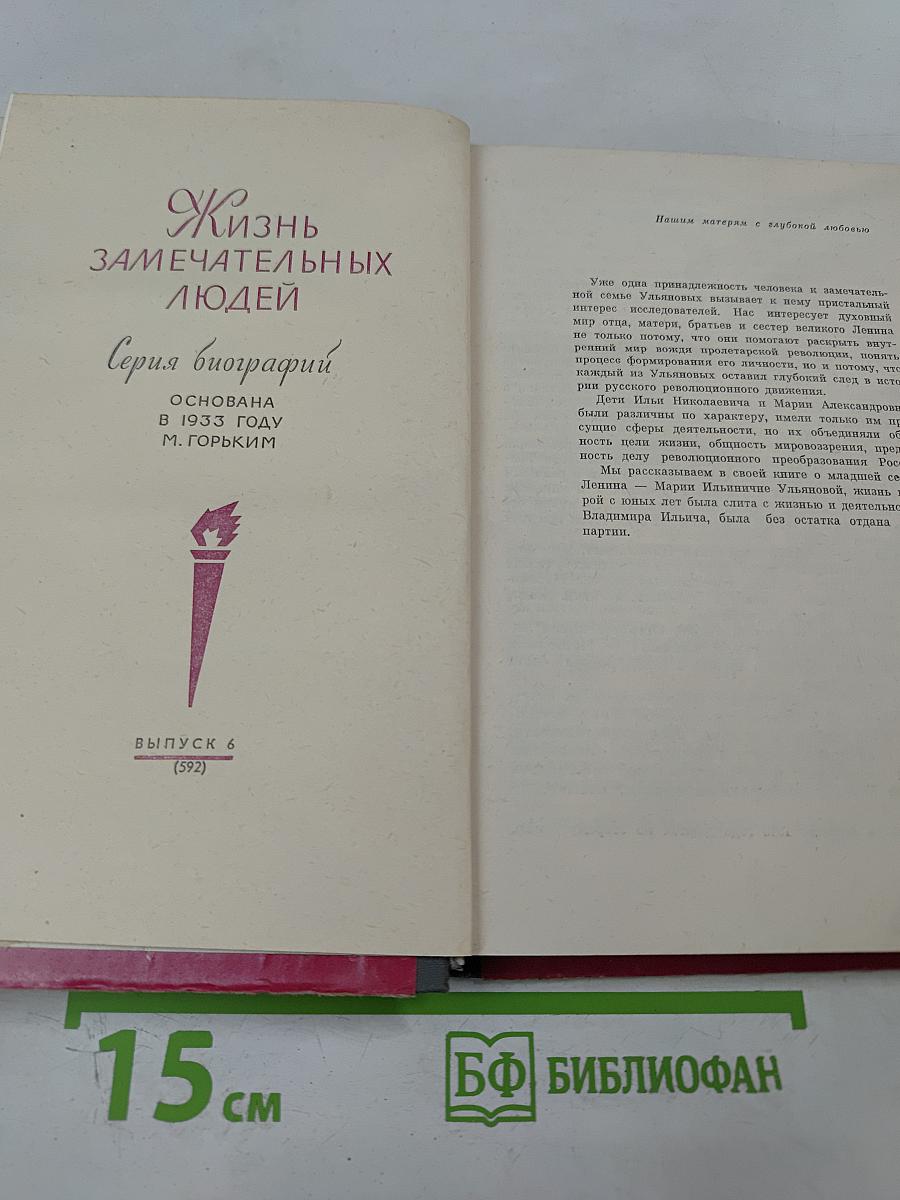 Жизнь
ЗАМЕЧАТЕЛЬНЫХ
ЛЮДЕЙ
Серия биографий
ОСНОВАНА
В 1933 ГОДУ
М. ГОРЬКИМ
ВЫПУСК 6
(592)
Нашим матерям с глубокой любовью
Уже одна принадлежность человека к замечатель-
ной семье Ульяновых вызывает к нему пристальный
интерес исследователей. Нас интересует духовный
мир отца, матери, братьев и сестер великого Ленина
не только потому, что они помогают раскрыть внут-
ренний мир вождя пролетарской революции, понять
процесс формирования его личности, но и потому, что
каждый из Ульяновых оставил глубокий след в исто
рии русского революционного движения.
Дети Ильи Николаевича и Марии Александровн
были различны по характеру, имели только им пр
сущие сферы деятельности, но их объединяли об
ность цели жизни, общность мировоззрения, пред
ность делу революционного преобразования Рос
Мы рассказываем в своей книге о младшей се
Ленина — Марии Ильиничне Ульяновой, жизнь
рой с юных лет была слита с жизнью и деятельно
Владимира Ильича, была без остатка отдана
партии.
15 см
БФ БИБЛИОФАН